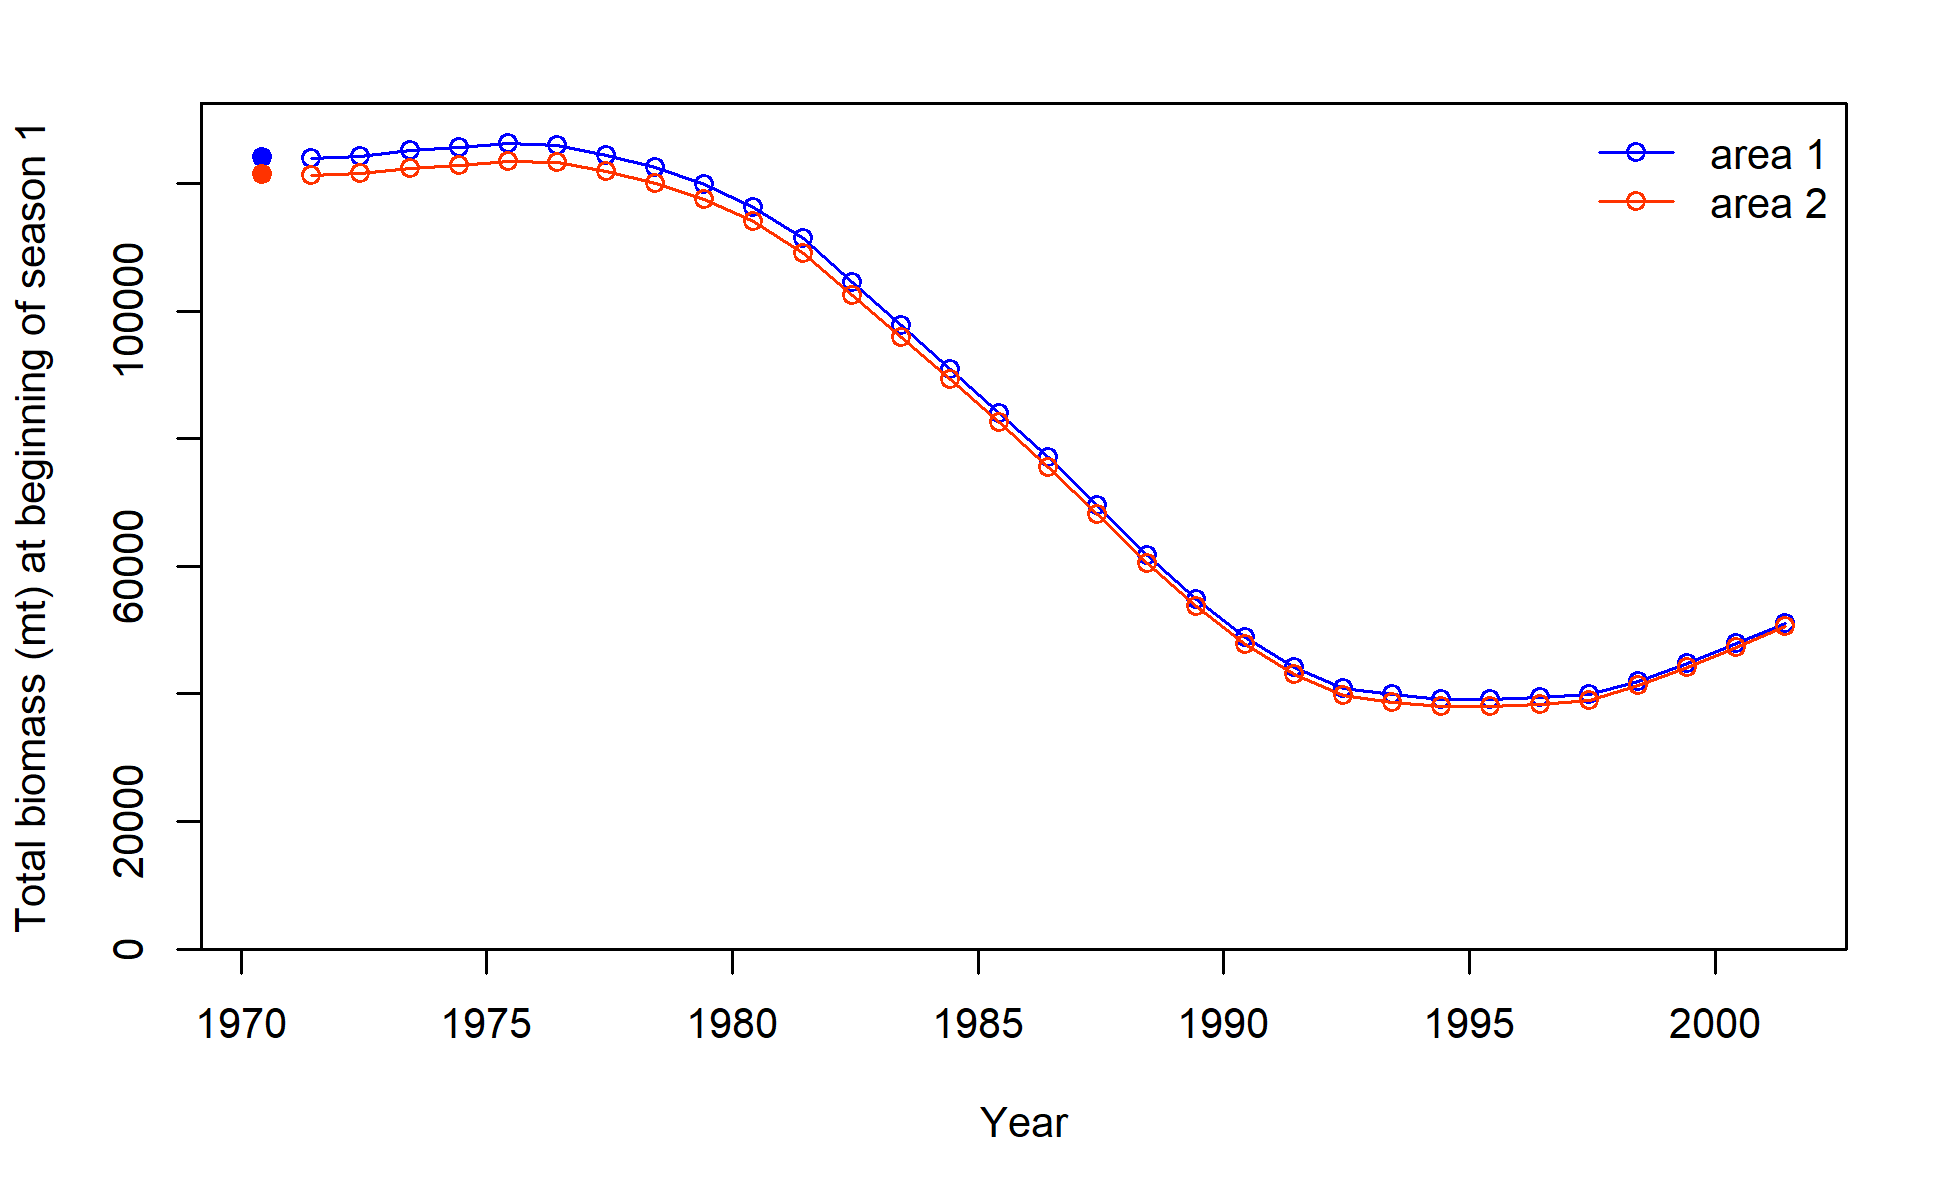 Total biomass (mt) at beginning of season 1
0
20000
60000
100000
area 1
area 2
1970
1975
1980
1985
1990
1995
2000
Year